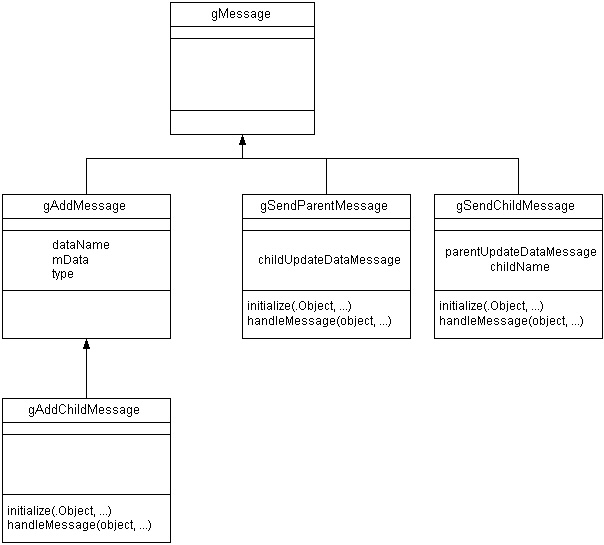 gMessage
gAddMessage
dataName
mData
type
gSendParentMessage
childUpdateDataMessage
initialize(.Object, ...)
handleMessage(object, ...)
gSendChildMessage
parentUpdateDataMessage
childName
initialize(.Object, ...)
handleMessage(object, ...)
gAddChildMessage
initialize(.Object, ...)
handleMessage(object, ...)